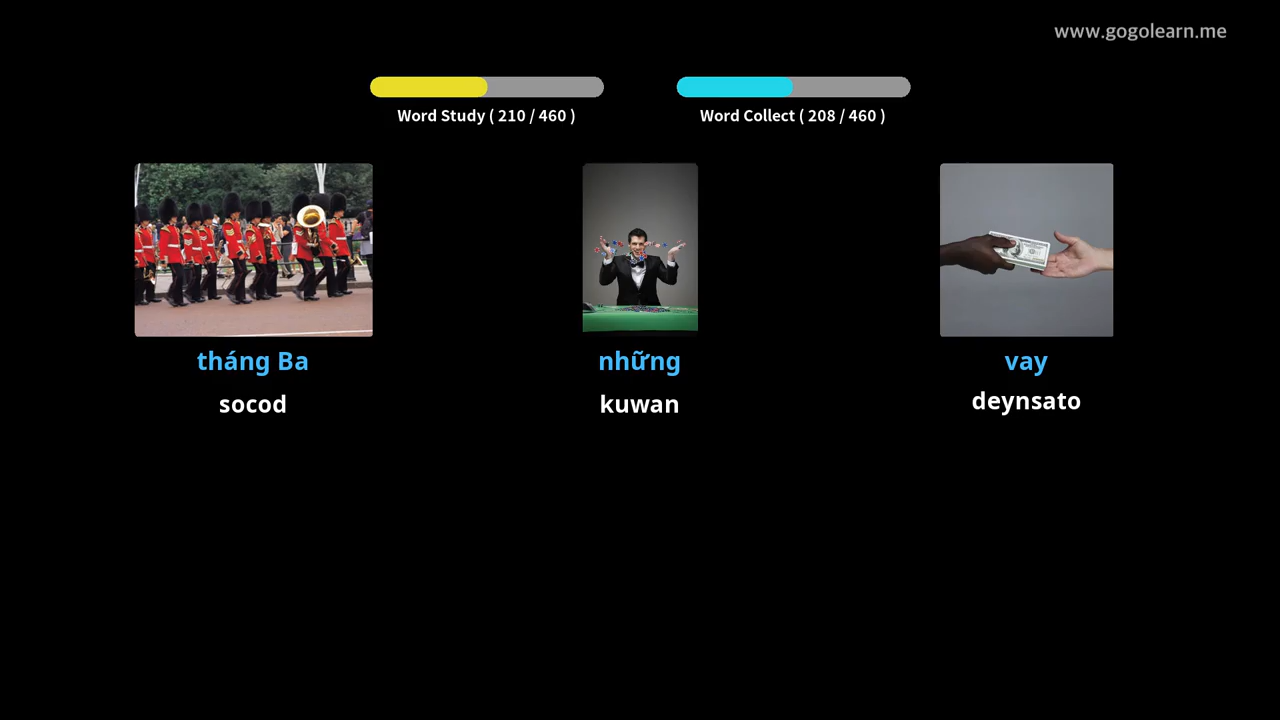 www.gogolearn.me
Word Study ( 210 / 460 )
Word Collect ( 208 / 460 )
tháng Ba
socod
những
kuwan
vay
deynsato